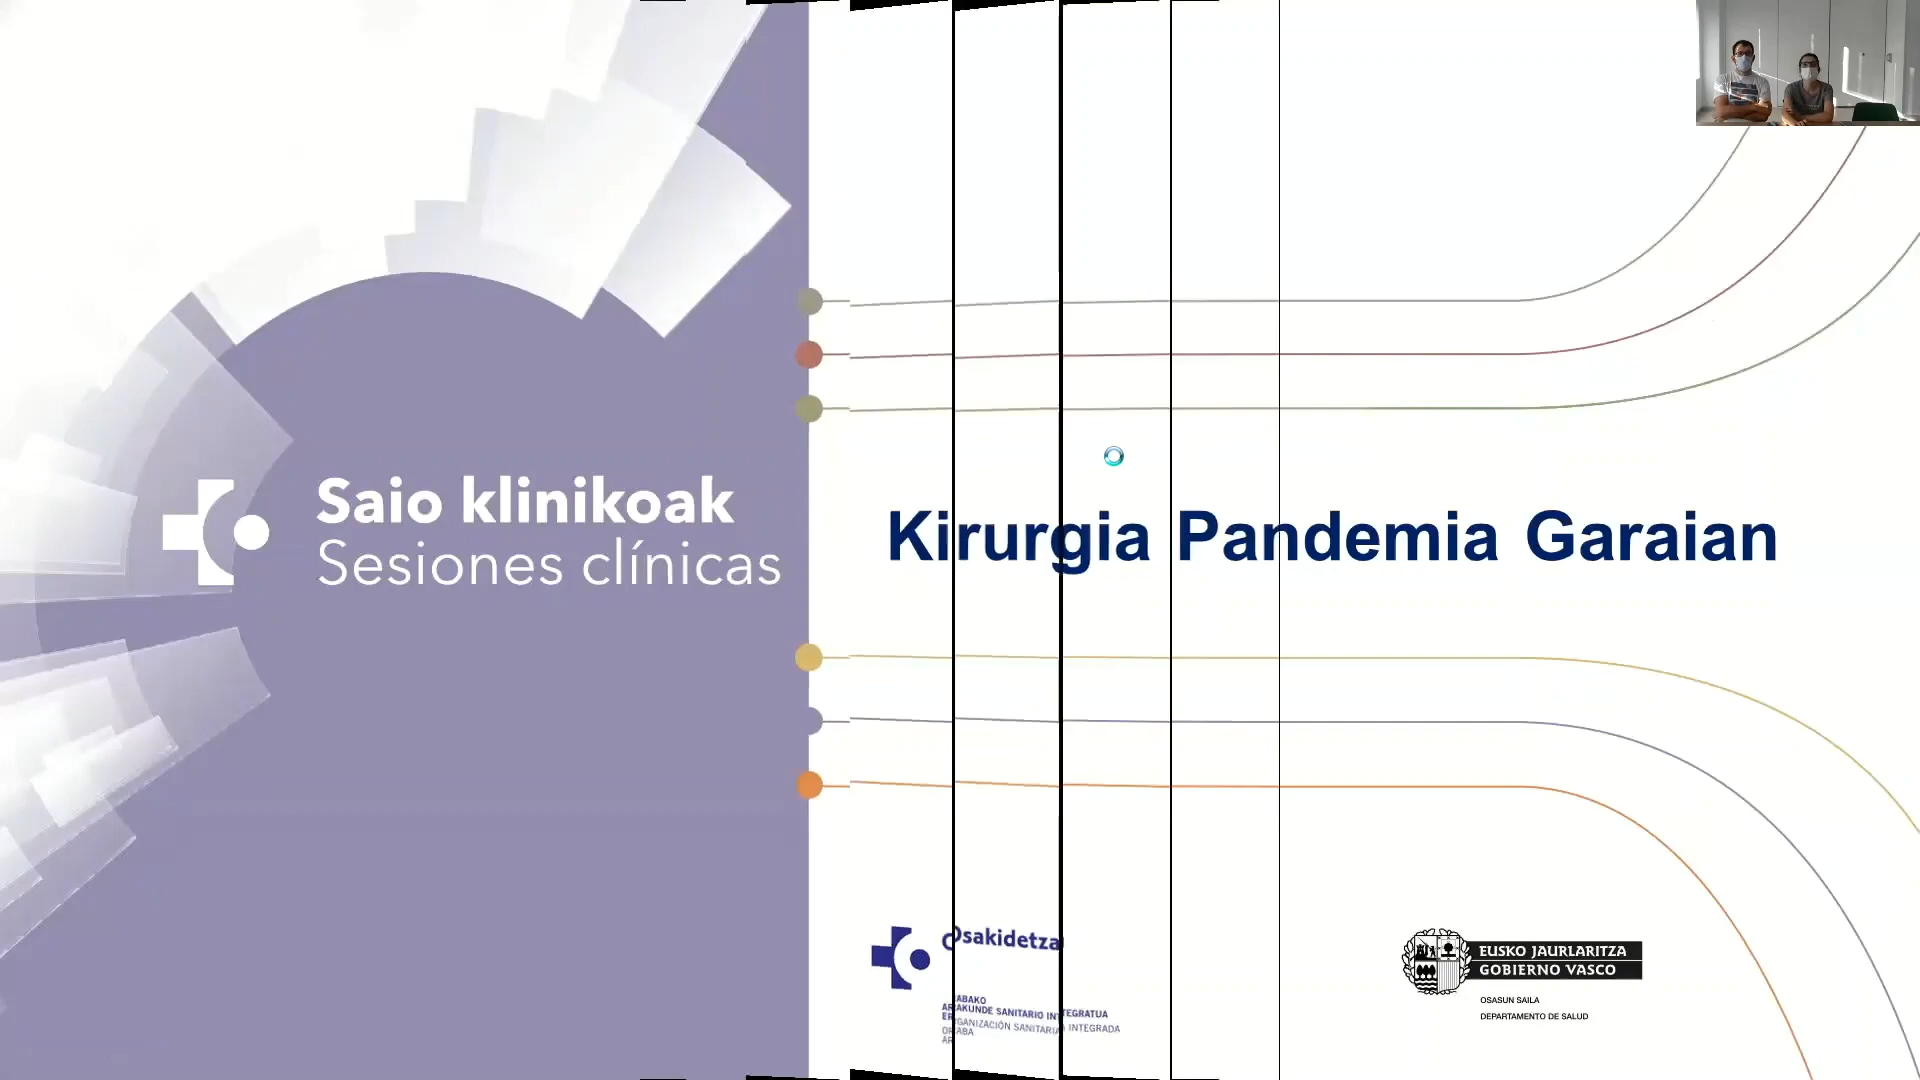 Saio klinikoak
Sesiones clínicas
Kirurgia Pandemia Garaian
Osakidetza
EUSKO JAURLARITZA
GOBIERNO VASCO
OSASUN SAILA
DEPARTAMENTO DE SALUD